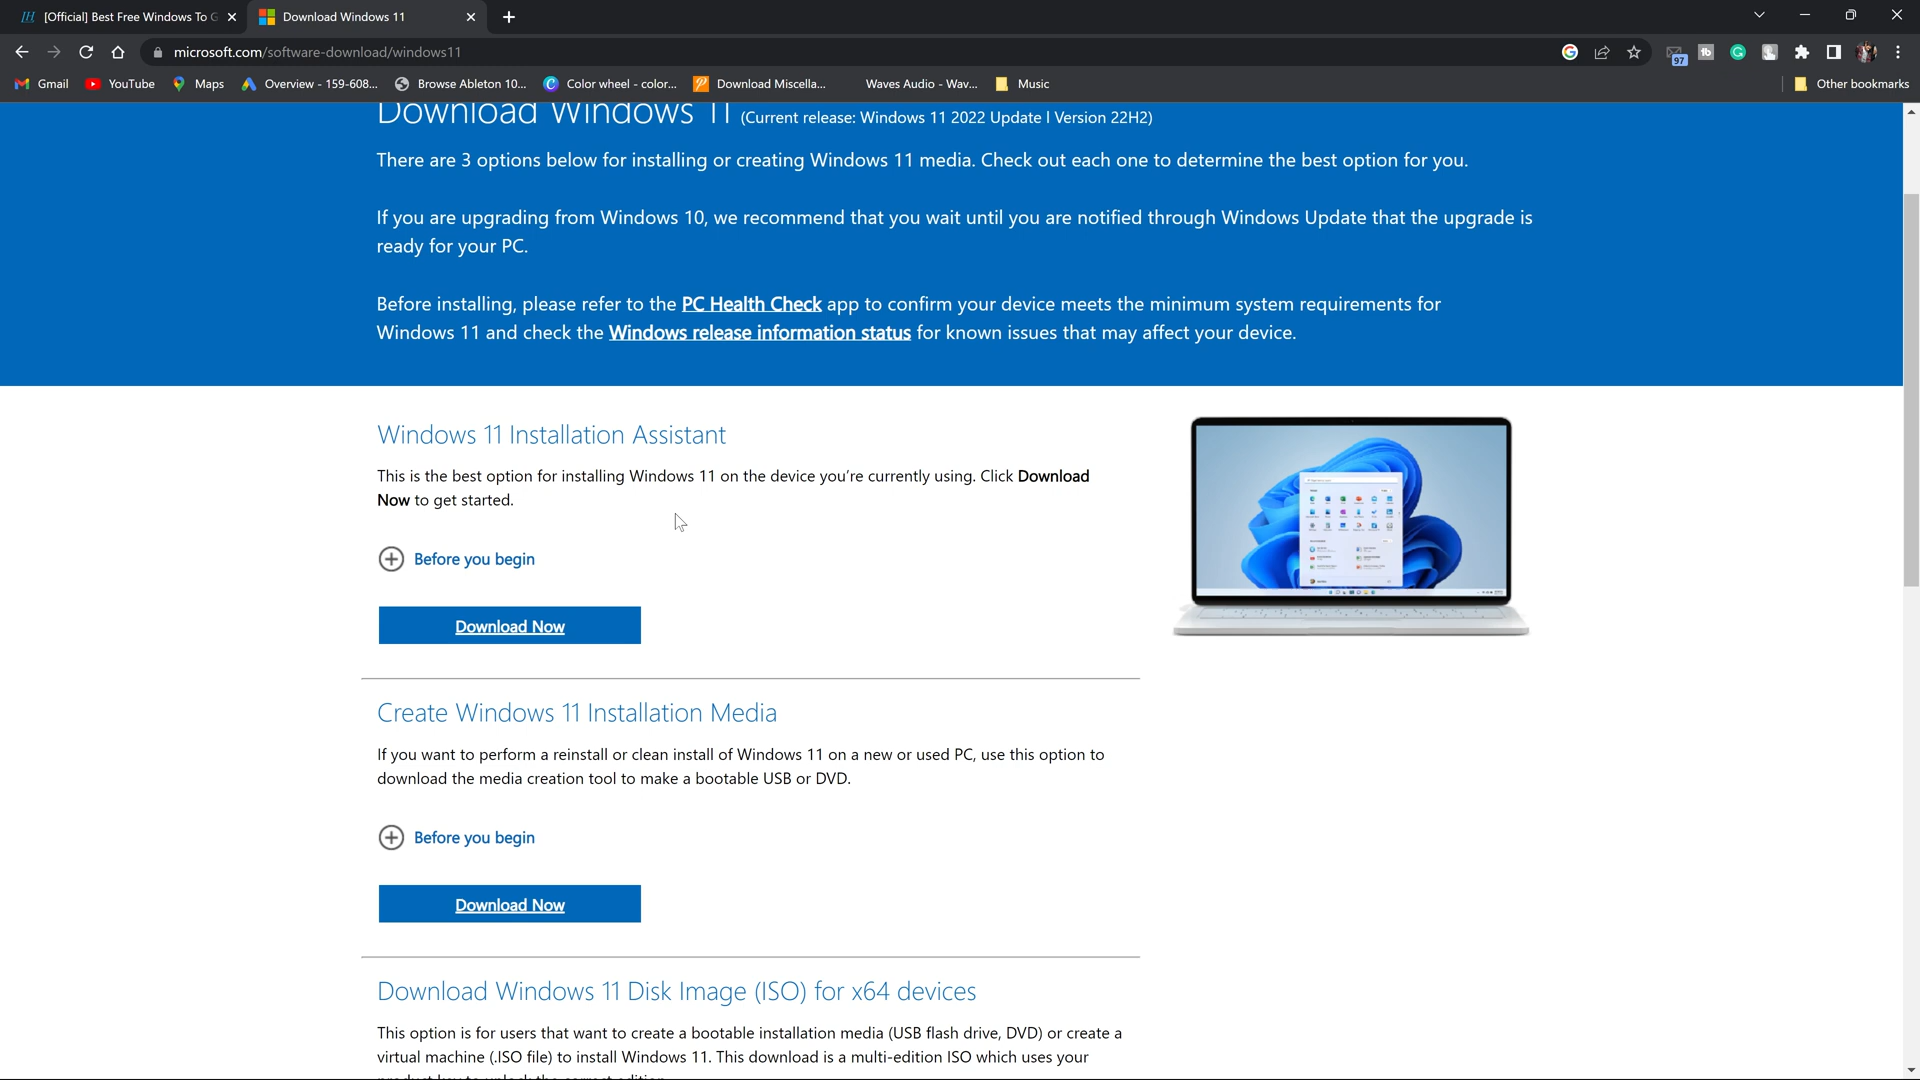 [Official] Best Free Windows To G
Download Windows 11
microsoft.com/software-download/windows11
97
Gmail
YouTube
Maps
Overview - 159-608...
Browse Ableton 10...
Color wheel - color...
Download Miscella...
Waves Audio - Wav...
Music
Other bookmarks
Download Windows 11 (Current release: Windows 11 2022 Update l Version 22H2)
There are 3 options below for installing or creating Windows 11 media. Check out each one to determine the best option for you.
If you are upgrading from Windows 10, we recommend that you wait until you are notified through Windows Update that the upgrade is
ready for your PC.
Before installing, please refer to the PC Health Check app to confirm your device meets the minimum system requirements for
Windows 11 and check the Windows release information status for known issues that may affect your device.
Windows 11 Installation Assistant
This is the best option for installing Windows 11 on the device you're currently using. Click Download
Now to get started.
Before you begin
Download Now
Create Windows 11 Installation Media
If you want to perform a reinstall or clean install of Windows 11 on a new or used PC, use this option to
download the media creation tool to make a bootable USB or DVD.
Before you begin
Download Now
Download Windows 11 Disk Image (ISO) for x64 devices
This option is for users that want to create a bootable installation media (USB flash drive, DVD) or create a
virtual machine (.ISO file) to install Windows 11. This download is a multi-edition ISO which uses your